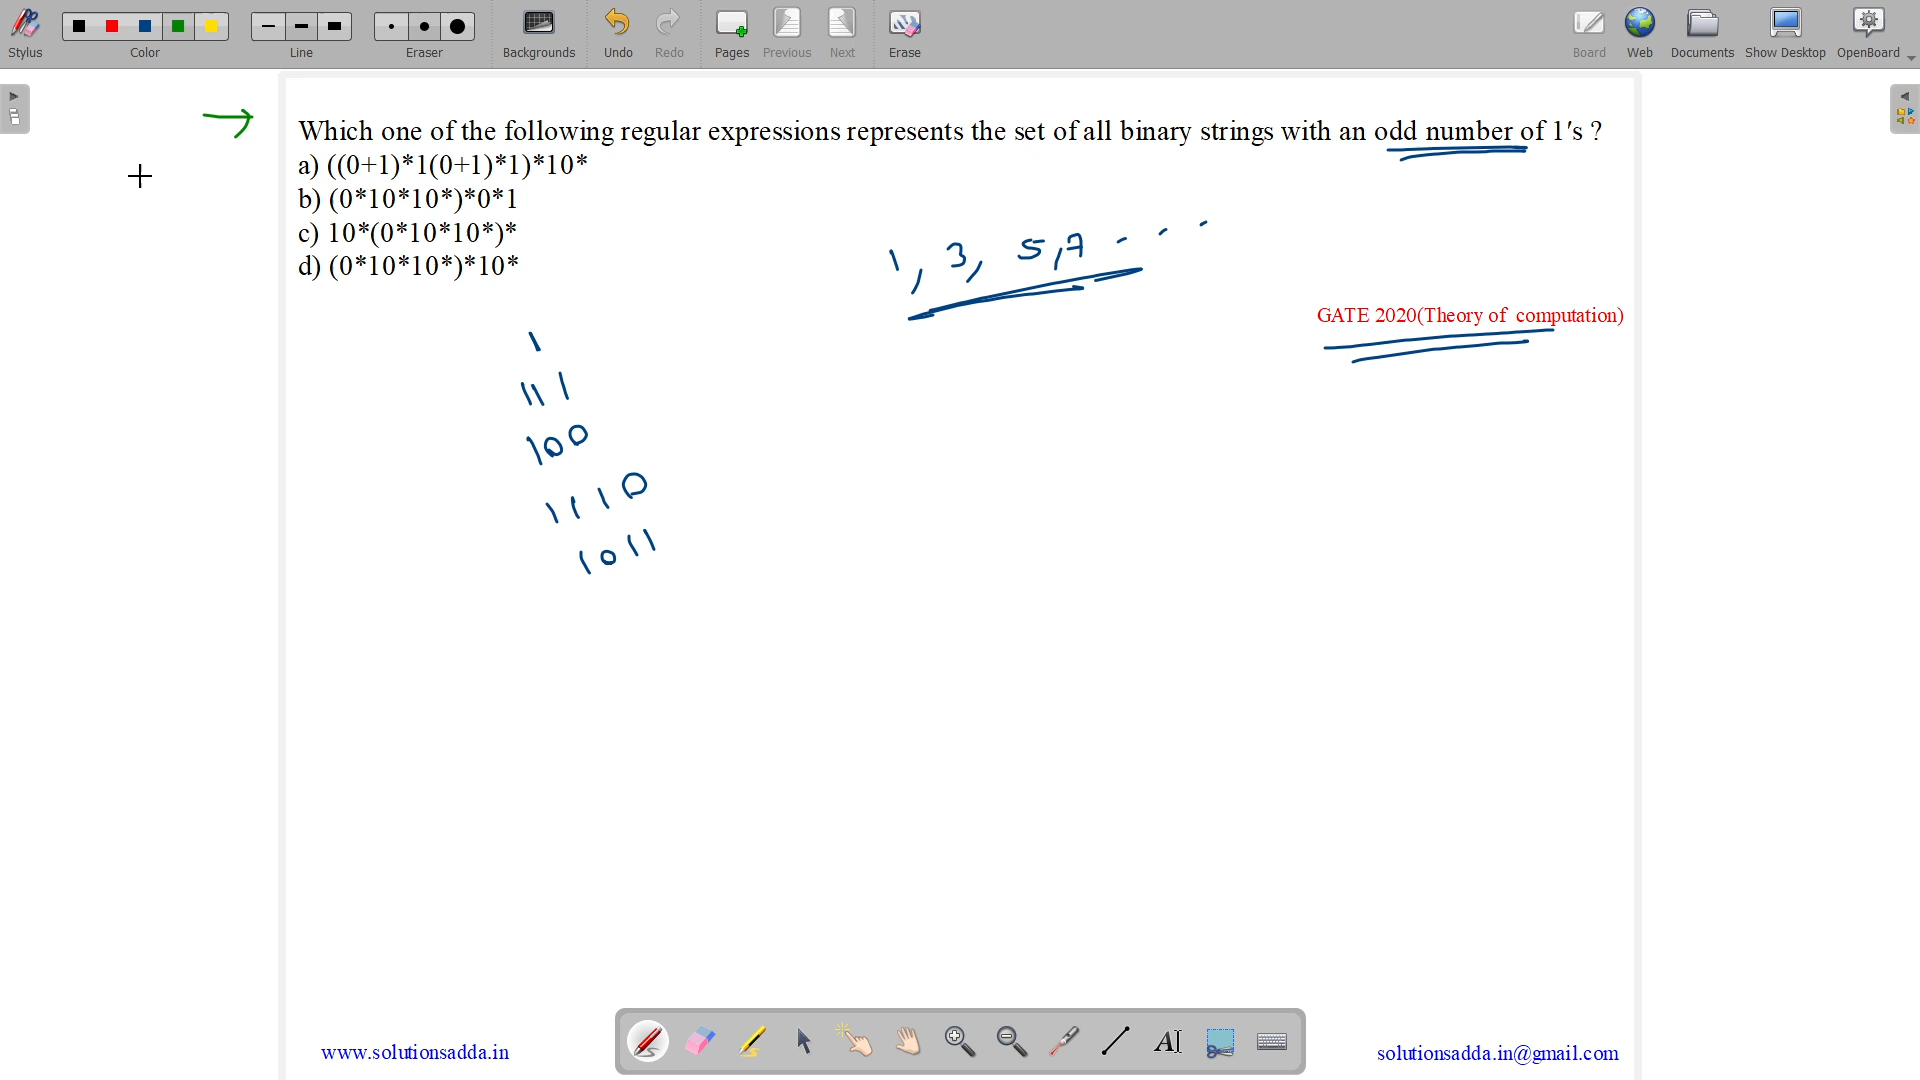 Stylus Color Line Eraser Backgrounds Undo Redo Pages Previous Next Erase Board Web Documents Show Desktop OpenBoard
Which one of the following regular expressions represents the set of all binary strings with an odd number of 1's ?
a) ((0+1)*1(0+1)*1)*10*
b) (0*10*10*)*0*1
c) 10*(0*10*10*)*
d) (0*10*10*)*10*
1, 3, 5,7 - - -
GATE 2020(Theory of computation)
1
111
100
1110
1011
www.solutionsadda.in
solutionsadda.in@gmail.com